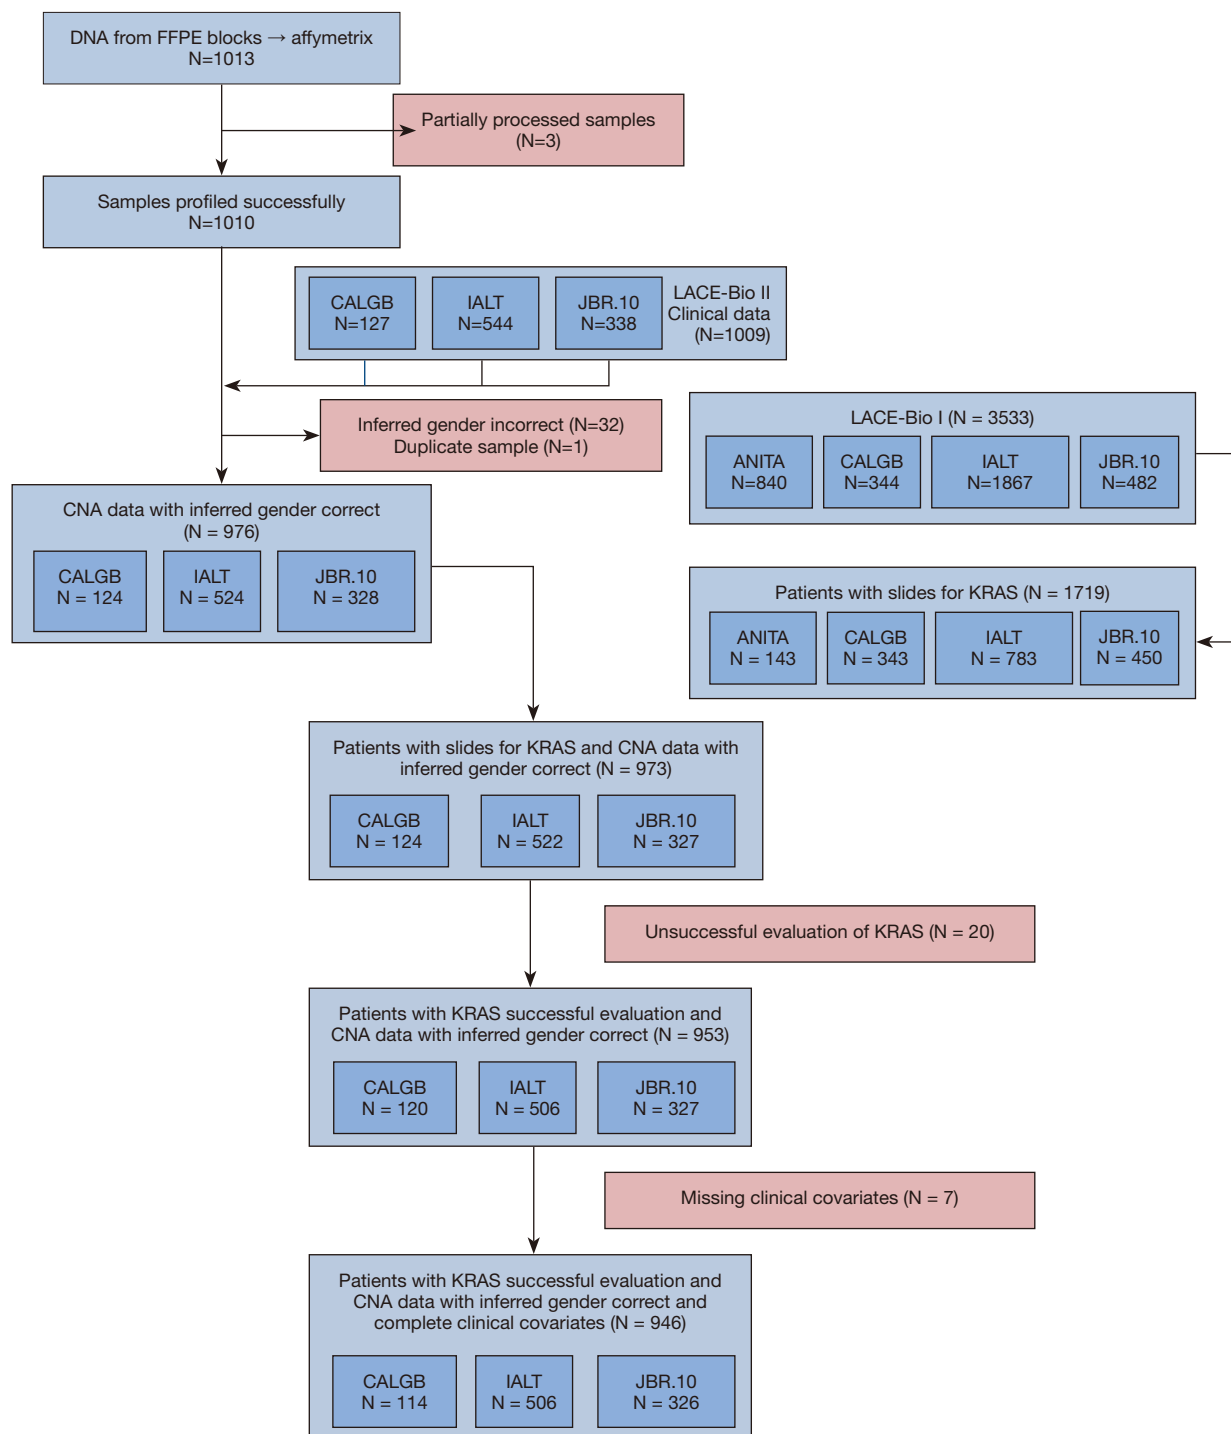 DNA from FFPE blocks → affymetrix
N=1013
Partially processed samples
(N=3)
Samples profiled successfully
N=1010
CALGB
N=127
IALT
N=544
JBR.10
N=338
LACE-Bio II
Clinical data
(N=1009)
Inferred gender incorrect (N=32)
Duplicate sample (N=1)
LACE-Bio I (N = 3533)
ANITA
N=840
CALGB
N=344
IALT
N=1867
JBR.10
N=482
CNA data with inferred gender correct
(N = 976)
CALGB
N = 124
IALT
N = 524
JBR.10
N = 328
Patients with slides for KRAS (N = 1719)
ANITA
N = 143
CALGB
N = 343
IALT
N = 783
JBR.10
N = 450
Patients with slides for KRAS and CNA data with
inferred gender correct (N = 973)
CALGB
N = 124
IALT
N = 522
JBR.10
N = 327
Unsuccessful evaluation of KRAS (N = 20)
Patients with KRAS successful evaluation and
CNA data with inferred gender correct (N = 953)
CALGB
N = 120
IALT
N = 506
JBR.10
N = 327
Missing clinical covariates (N = 7)
Patients with KRAS successful evaluation and
CNA data with inferred gender correct and
complete clinical covariates (N = 946)
CALGB
N = 114
IALT
N = 506
JBR.10
N = 326